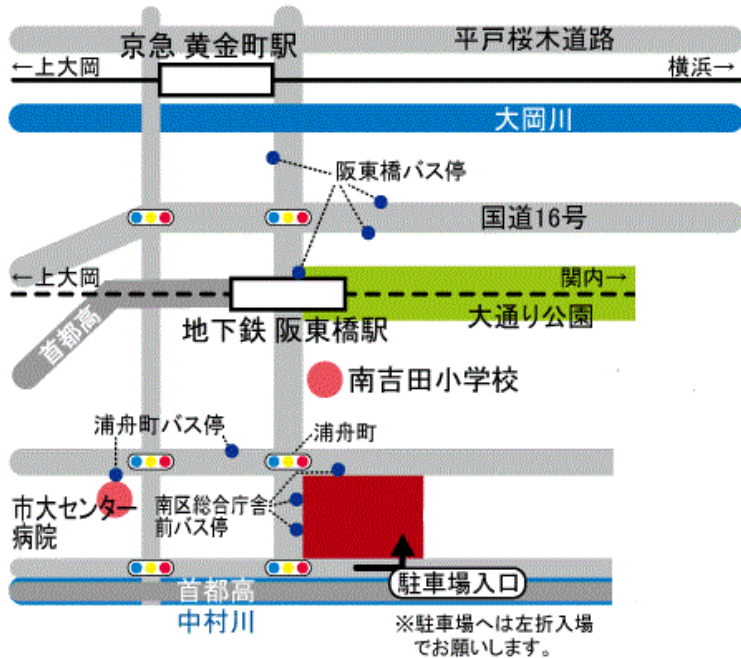 京急 黄金町駅
平戸桜木道路
←上大岡
横浜→
大岡川
阪東橋バス停
国道16号
←上大岡
関内→
首都高
大通り公園
地下鉄 阪東橋駅
南吉田小学校
浦舟町バス停
浦舟町
市大センター
病院
南区総合庁舎
前バス停
首都高
駐車場入口
中村川
※駐車場へは左折入場
でお願いします。